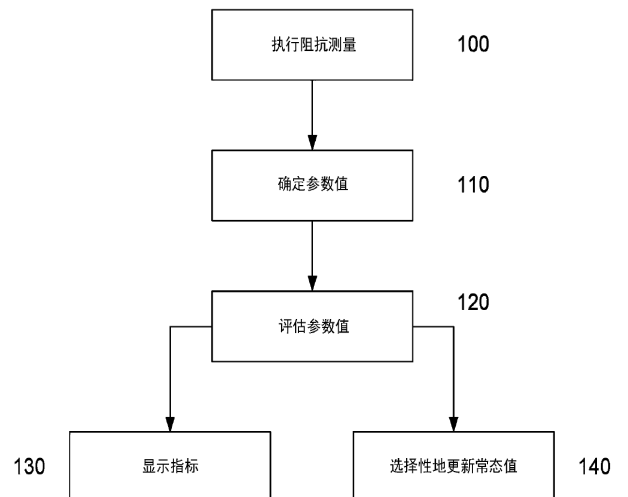 执行阻抗测量
100
确定参数值
110
120
评估参数值
130
显示指标
选择性地更新常态值
140